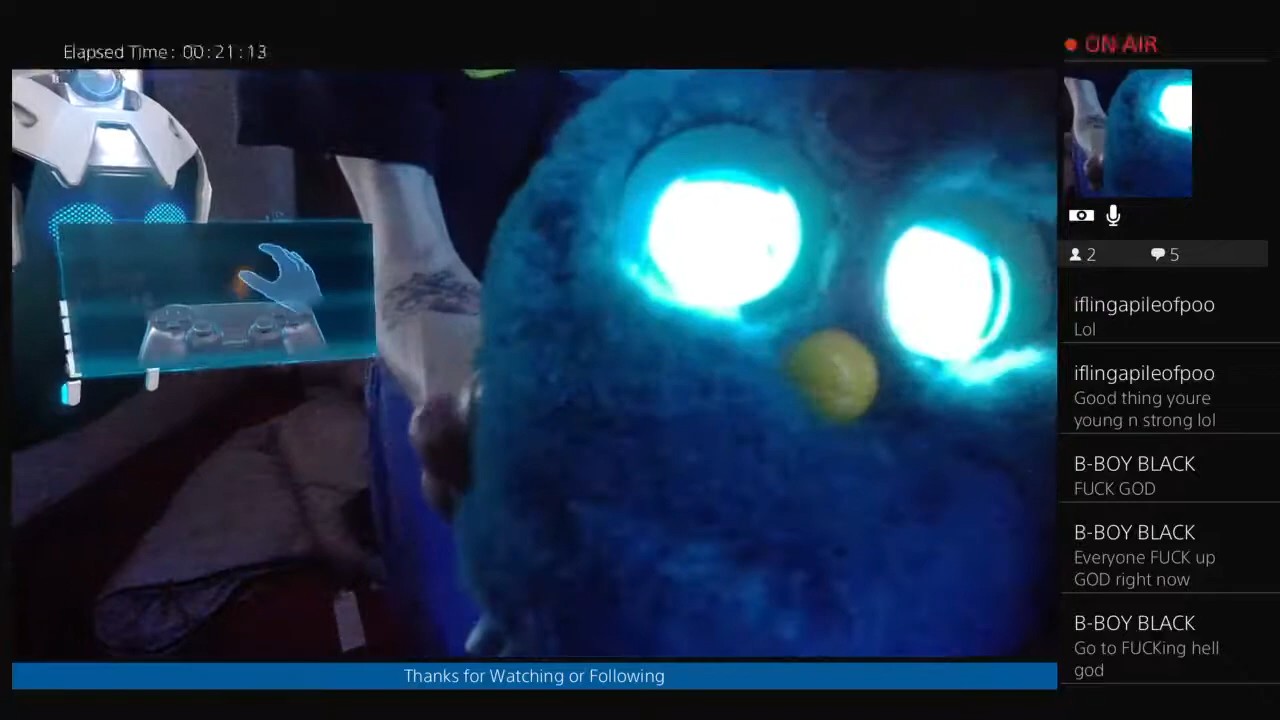 Elapsed Time: 00:21:13
ON AIR
2
5
iflingapileofpoo
Lol
iflingapileofpoo
Good thing youre
young n strong lol
B-BOY BLACK
FUCK GOD
B-BOY BLACK
Everyone FUCK up
GOD right now
B-BOY BLACK
Go to FUCKing hell
god
Thanks for Watching or Following